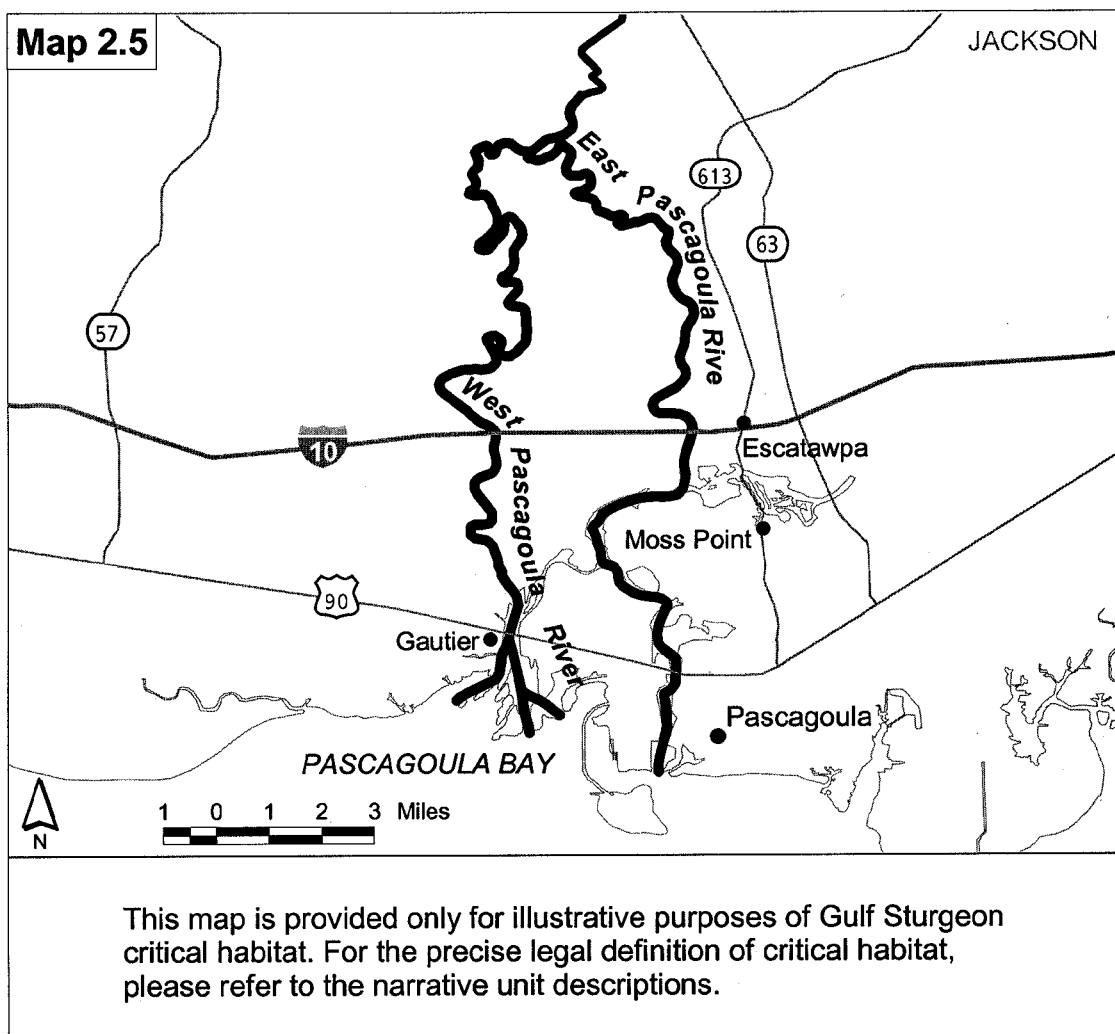 Map 2.5
JACKSON
East Pascagoula Rive
613
63
57
West Pascagoula River
10
Escatawpa
Moss Point
90
Gautier
Pascagoula
PASCAGOULA BAY
1 0 1 2 3 Miles
N
This map is provided only for illustrative purposes of Gulf Sturgeon
critical habitat. For the precise legal definition of critical habitat,
please refer to the narrative unit descriptions.